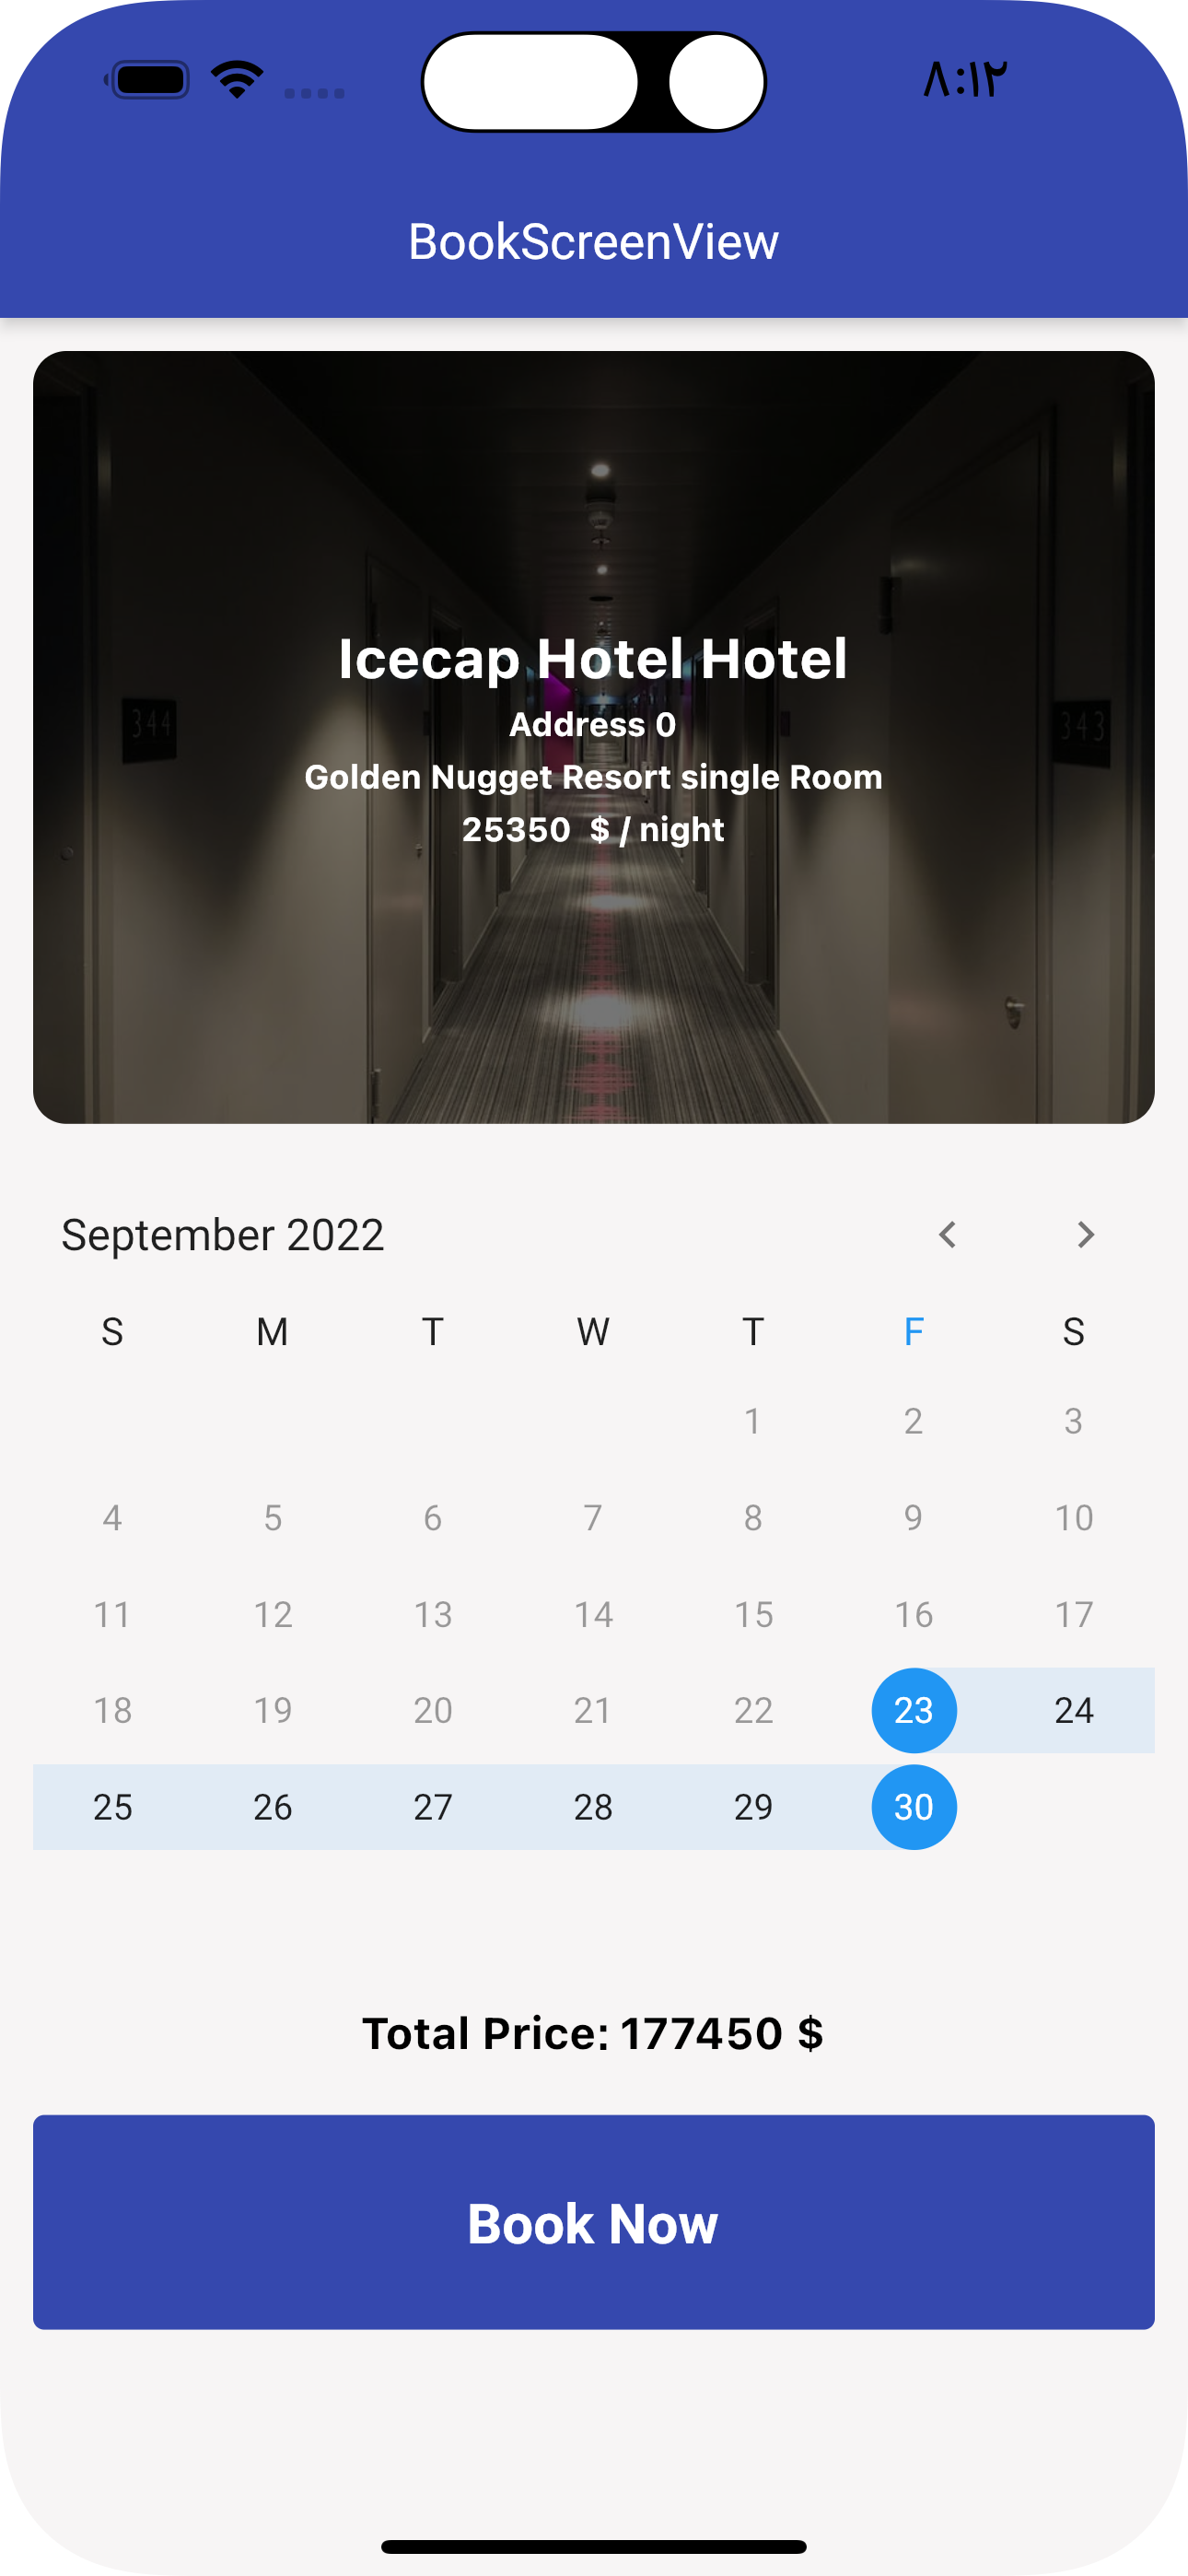 ٨:١٢
BookScreenView
Icecap Hotel Hotel
Address 0
344
343
Golden Nugget Resort single Room
25350 $ / night
September 2022
S M T W T F S
1 2 3
4 5 6 7 8 9 10
11 12 13 14 15 16 17
18 19 20 21 22 23 24
25 26 27 28 29 30
Total Price: 177450 $
Book Now